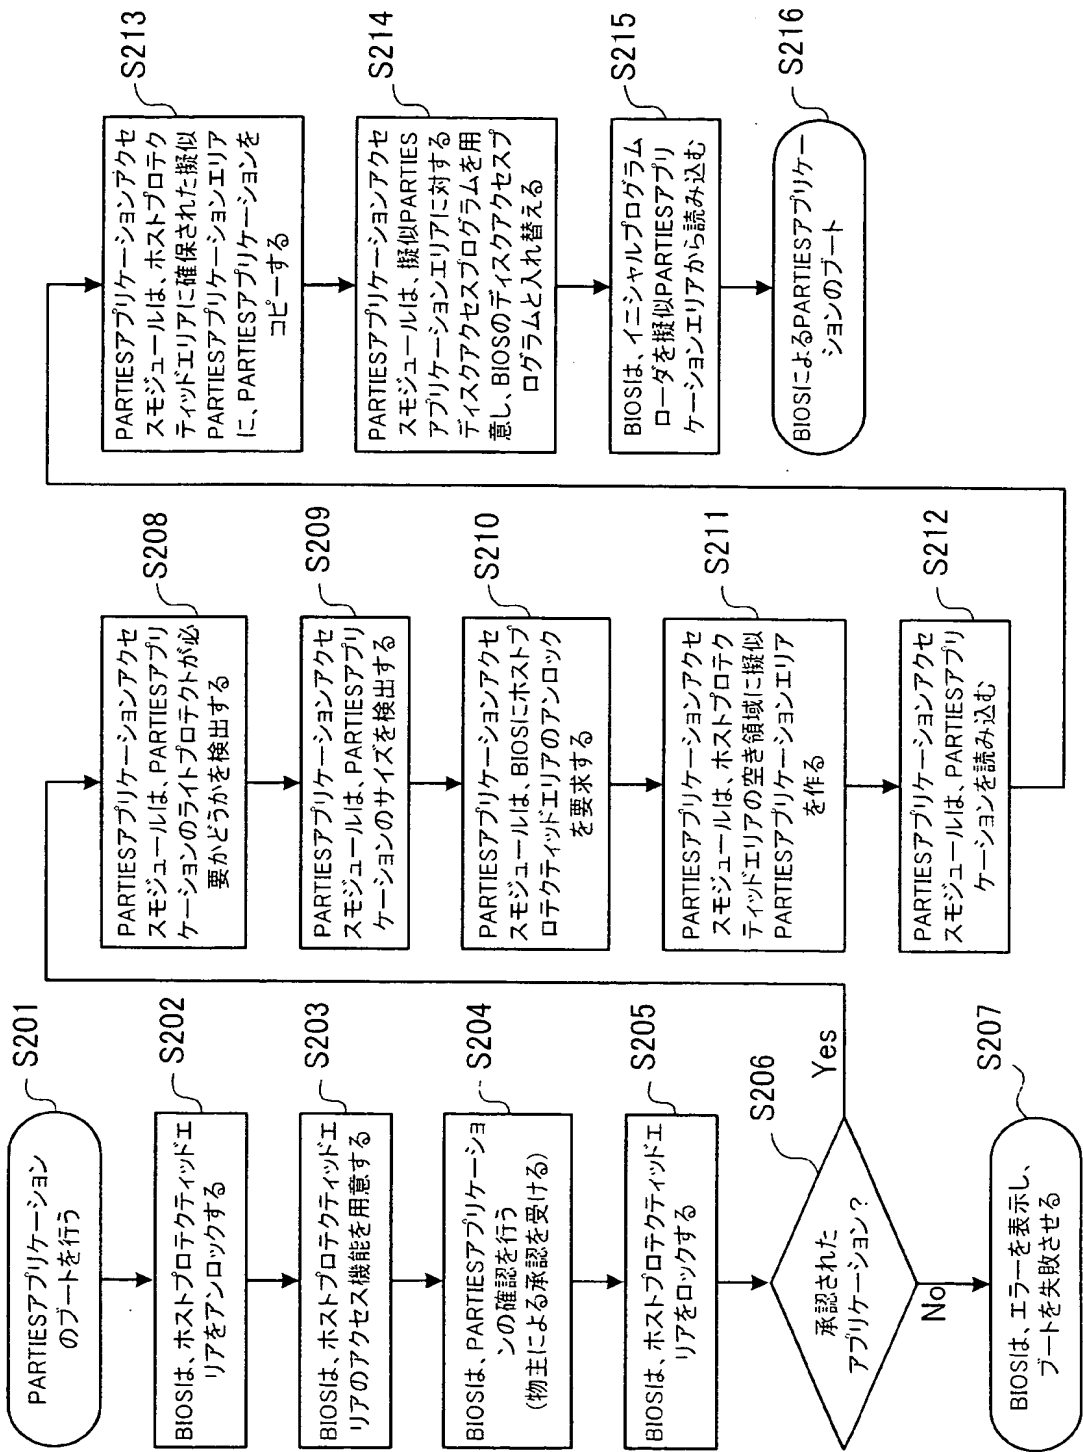 PARTIESアプリケーション
のブートを行う
S201
BIOSは、ホストプロテクティッドエ
リアをアンロックする
S202
BIOSは、ホストプロテクティッドエ
リアのアクセス機能を用意する
S203
BIOSは、PARTIESアプリケーショ
ンの確認を行う
(物主による承認を受ける)
S204
BIOSは、ホストプロテクティッドエ
リアをロックする
S205
承認された
アプリケーション?
S206
Yes
No
BIOSは、エラーを表示し、
ブートを失敗させる
S207
PARTIESアプリケーションアクセ
スモジュールは、PARTIESアプリ
ケーションのライトプロテクトが必
要かどうかを検出する
S208
PARTIESアプリケーションアクセ
スモジュールは、PARTIESアプリ
ケーションのサイズを検出する
S209
PARTIESアプリケーションアクセ
スモジュールは、BIOSにホストプ
ロテクティッドエリアのアンロック
を要求する
S210
PARTIESアプリケーションアクセ
スモジュールは、ホストプロテク
ティッドエリアの空き領域に擬似
PARTIESアプリケーションエリア
を作る
S211
PARTIESアプリケーションアクセ
スモジュールは、PARTIESアプリ
ケーションを読み込む
S212
PARTIESアプリケーションアクセ
スモジュールは、ホストプロテク
ティッドエリアに確保された擬似
PARTIESアプリケーションエリア
に、PARTIESアプリケーションを
コピーする
S213
PARTIESアプリケーションアクセ
スモジュールは、擬似PARTIES
アプリケーションエリアに対する
ディスクアクセスプログラムを用
意し、BIOSのディスクアクセスプ
ログラムと入れ替える
S214
BIOSは、イニシャルプログラム
ローダを擬似PARTIESアプリ
ケーションエリアから読み込む
S215
BIOSによるPARTIESアプリケー
ションのブート
S216